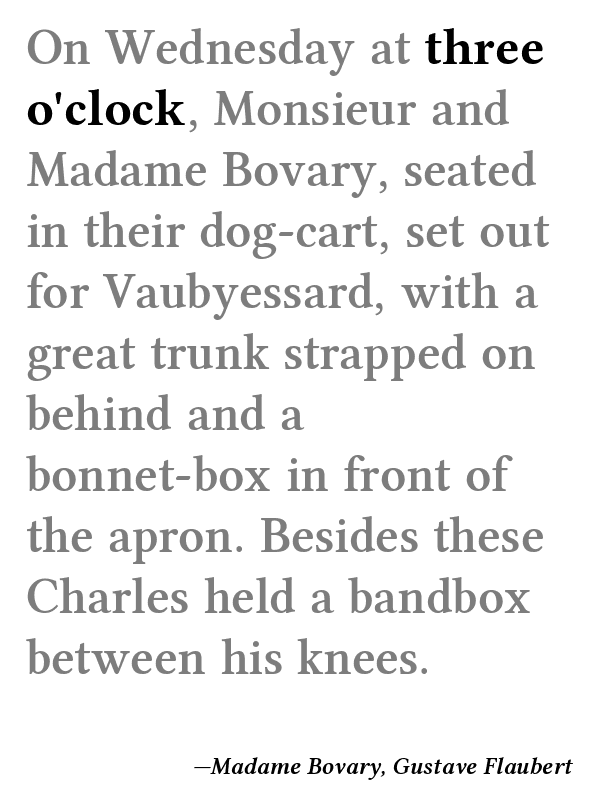 On Wednesday at three
o'clock, Monsieur and
Madame Bovary, seated
in their dog-cart, set out
for Vaubyessard, with a
great trunk strapped on
behind and a
bonnet-box in front of
the apron. Besides these
Charles held a bandbox
between his knees.
—Madame Bovary, Gustave Flaubert